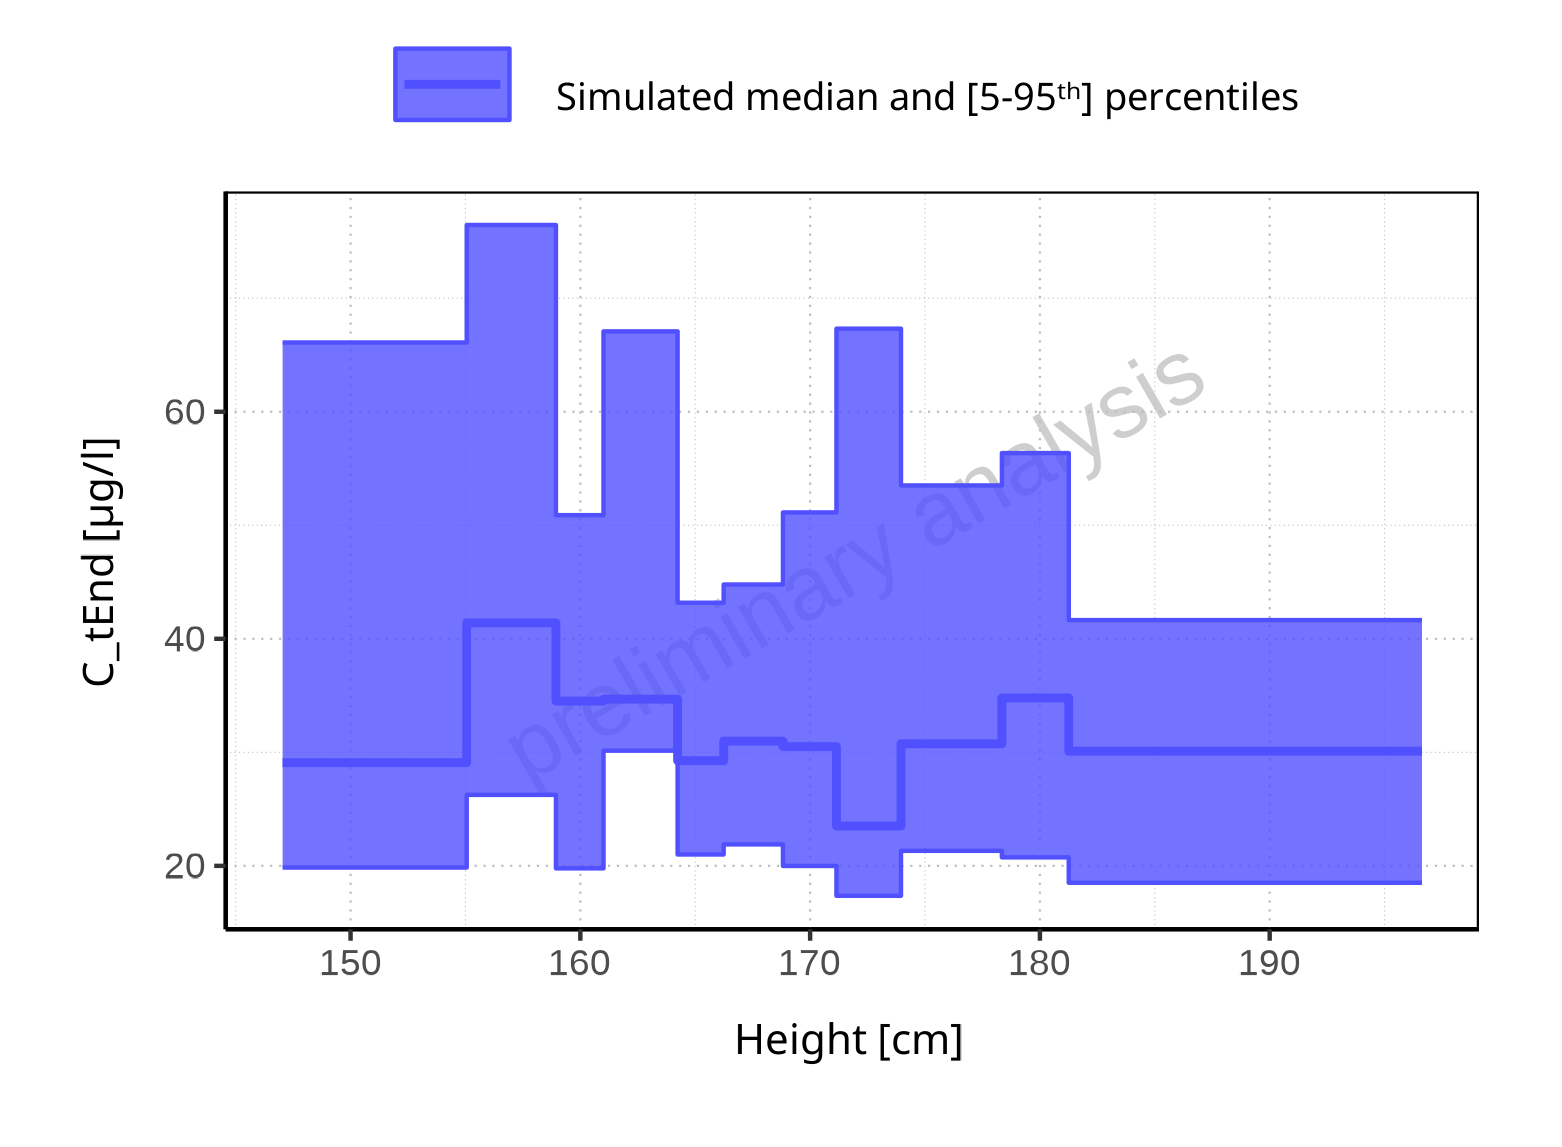 Simulated median and [5-95ᵗʰ] percentiles
60
40
20
C_tEnd [µg/l]
preliminary analysis
150 160 170 180 190
Height [cm]